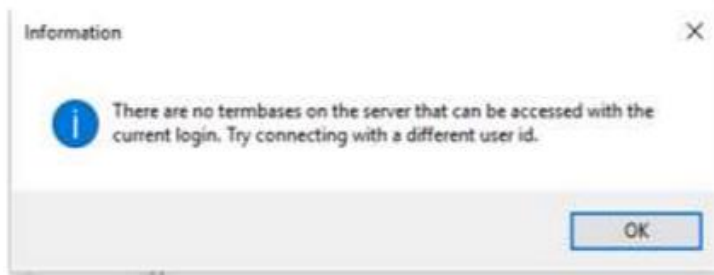 Information
There are no termbases on the server that can be accessed with the
current login. Try connecting with a different user id.
OK